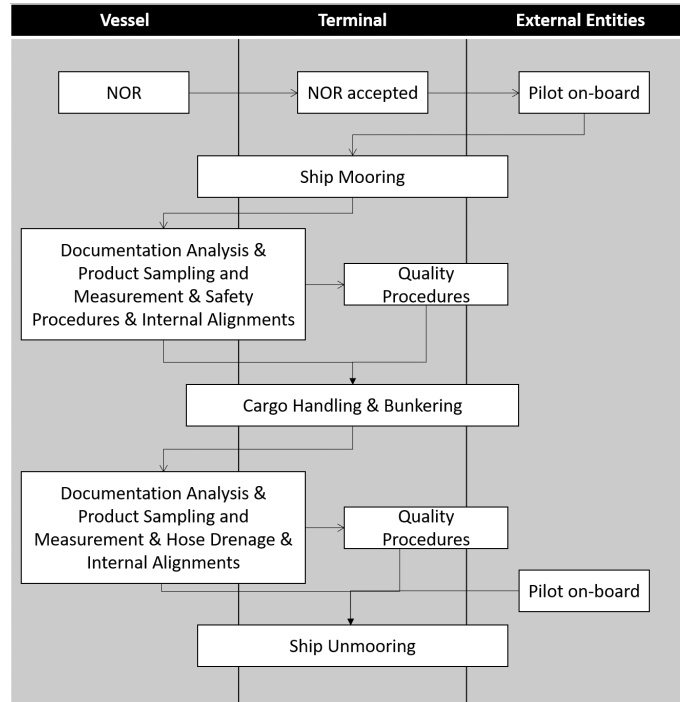 Vessel
Terminal
External Entities
NOR
NOR accepted
Pilot on-board
Ship Mooring
Documentation Analysis &
Product Sampling and
Measurement & Safety
Procedures & Internal Alignments
Quality
Procedures
Cargo Handling & Bunkering
Documentation Analysis &
Product Sampling and
Measurement & Hose Drenage &
Internal Alignments
Quality
Procedures
Pilot on-board
Ship Unmooring